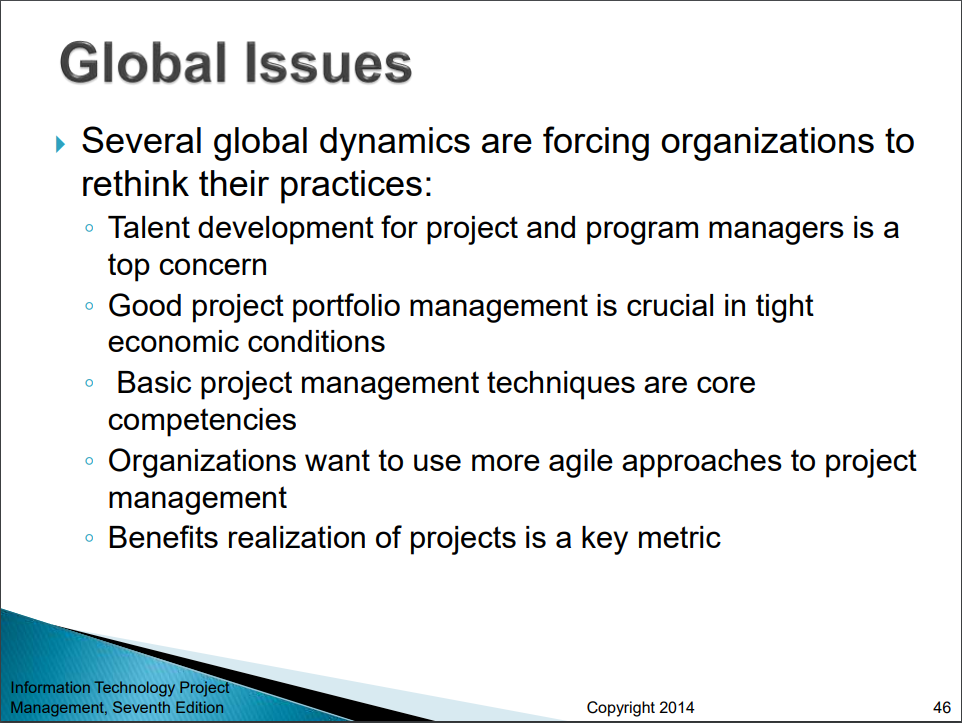 Global Issues
Several global dynamics are forcing organizations to
rethink their practices:
Talent development for project and program managers is a
top concern
Good project portfolio management is crucial in tight
economic conditions
Basic project management techniques are core
competencies
Organizations want to use more agile approaches to project
management
Benefits realization of projects is a key metric
Information Technology Project
Management, Seventh Edition
Copyright 2014
46